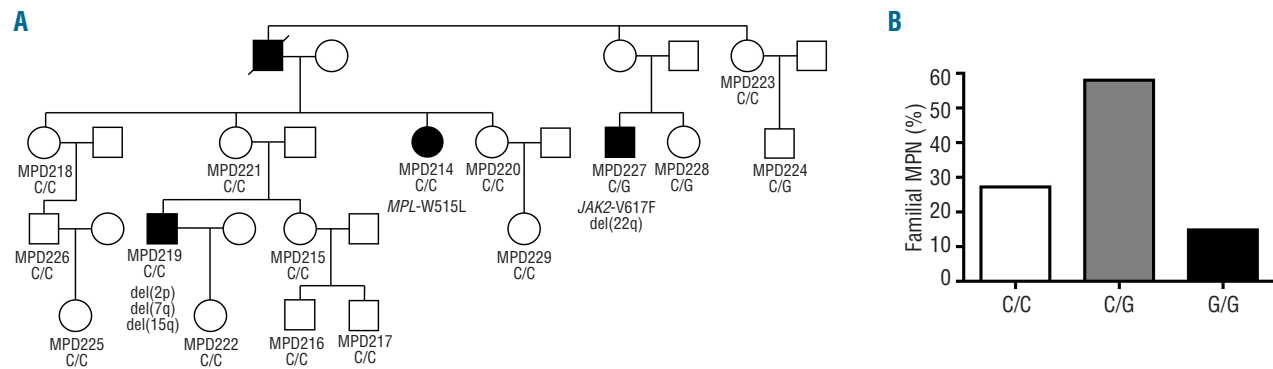 A
MPD223
C/C
MPD218
C/C
MPD221
C/C
MPD214
C/C
MPL-W515L
MPD220
C/C
MPD227
C/G
JAK2-V617F
del(22q)
MPD228
C/G
MPD224
C/G
MPD226
C/C
MPD219
C/C
del(2p)
del(7q)
del(15q)
MPD215
C/C
MPD229
C/C
MPD225
C/C
MPD222
C/C
MPD216
C/C
MPD217
C/C
B
Familial MPN (%)
60
50
40
30
20
10
0
C/C
C/G
G/G